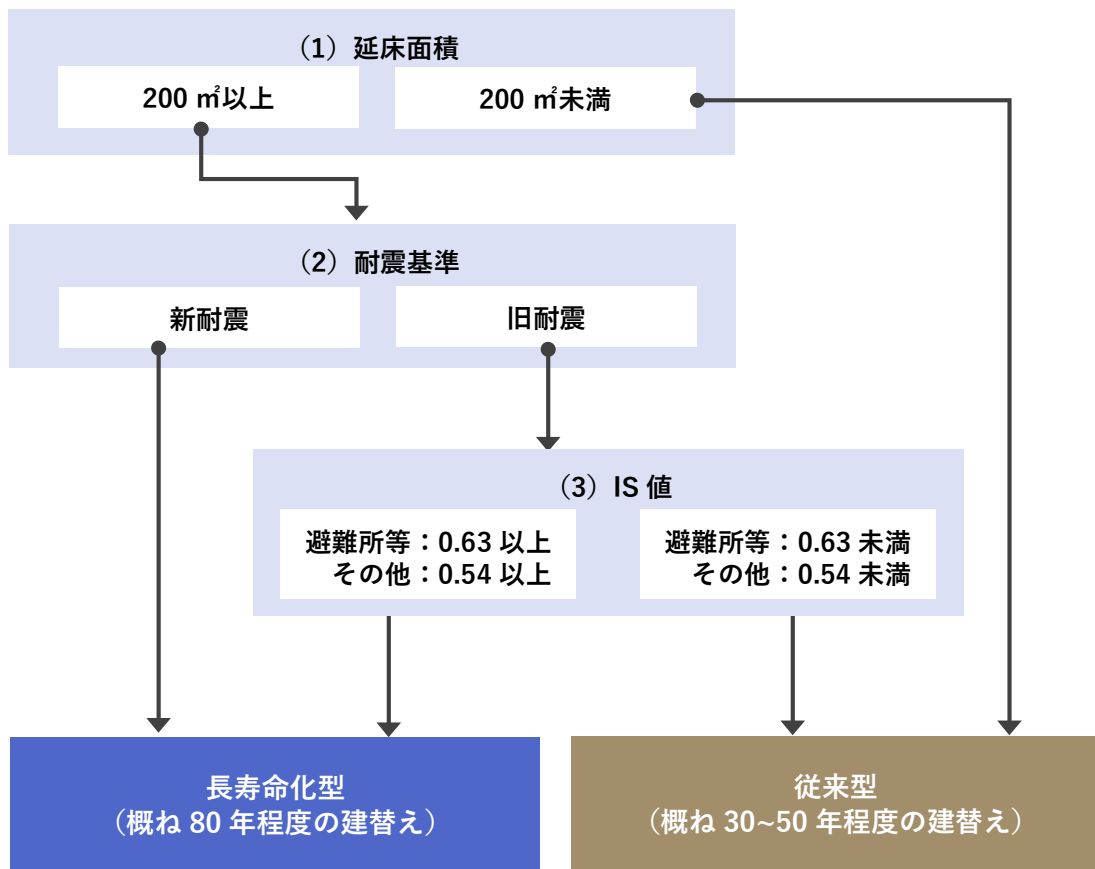 （1）延床面積
200 ㎡以上
200 ㎡未満
（2）耐震基準
新耐震
旧耐震
（3）IS 値
避難所等：0.63 以上
その他：0.54 以上
避難所等：0.63 未満
その他：0.54 未満
長寿命化型
（概ね 80 年程度の建替え）
従来型
（概ね 30~50 年程度の建替え）